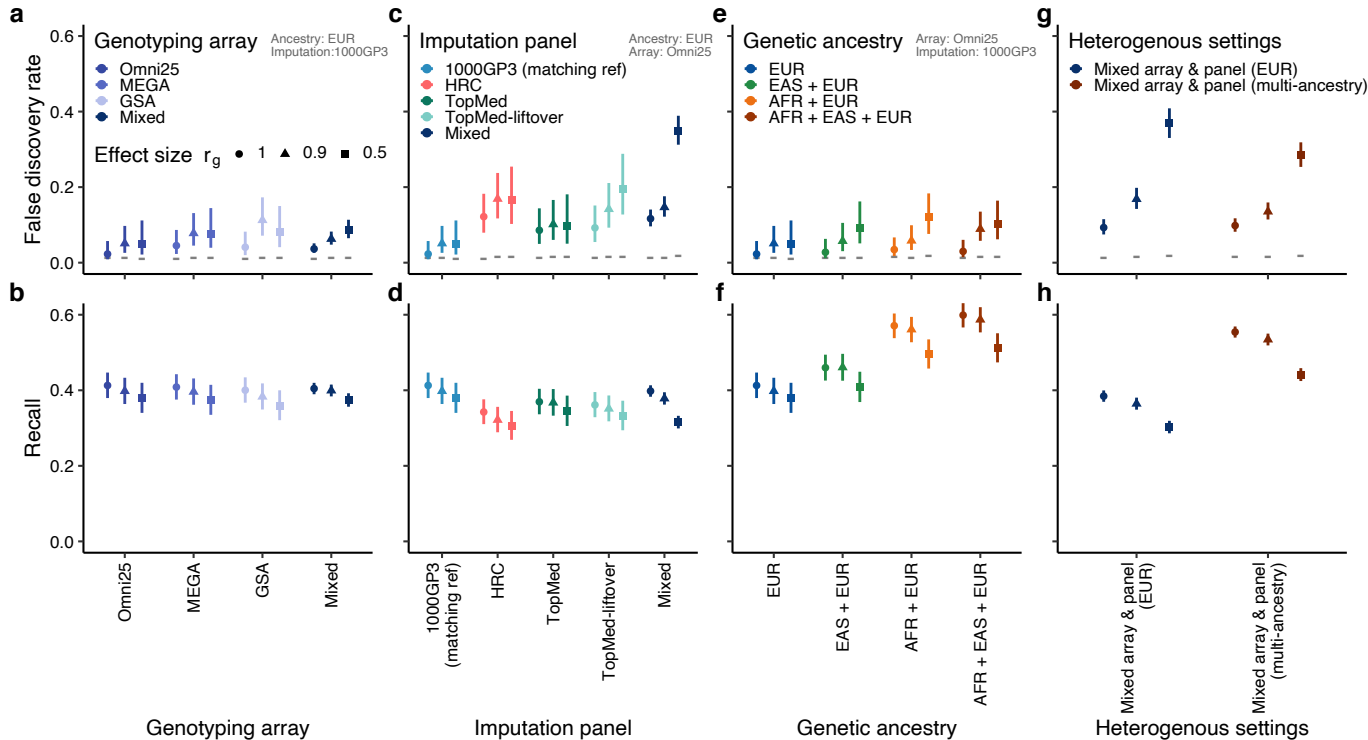 a
Genotyping array
Ancestry: EUR
Imputation:1000GP3
Omni25
MEGA
GSA
Mixed
Effect size rg 1 0.9 0.5
False discovery rate
0.6
0.4
0.2
0.0
c
Imputation panel
Ancestry: EUR
Array: Omni25
1000GP3 (matching ref)
HRC
TopMed
TopMed-liftover
Mixed
e
Genetic ancestry
Array: Omni25
Imputation: 1000GP3
EUR
EAS + EUR
AFR + EUR
AFR + EAS + EUR
g
Heterogenous settings
Mixed array & panel (EUR)
Mixed array & panel (multi-ancestry)
b
Recall
0.6
0.4
0.2
0.0
Omni25
MEGA
GSA
Mixed
Genotyping array
d
1000GP3
(matching ref)
HRC
TopMed
TopMed-liftover
Mixed
Imputation panel
f
EUR
EAS + EUR
AFR + EUR
AFR + EAS + EUR
Genetic ancestry
h
Mixed array & panel
(EUR)
Mixed array & panel
(multi-ancestry)
Heterogenous settings